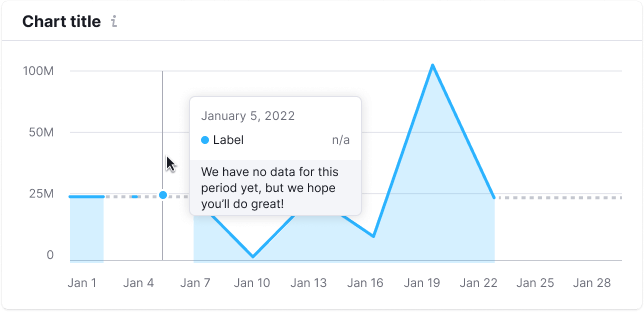 Chart title i
100M
50M
25M
0
January 5, 2022
Label n/a
We have no data for this
period yet, but we hope
you'll do great!
Jan 1 Jan 4 Jan 7 Jan 10 Jan 13 Jan 16 Jan 19 Jan 22 Jan 25 Jan 28